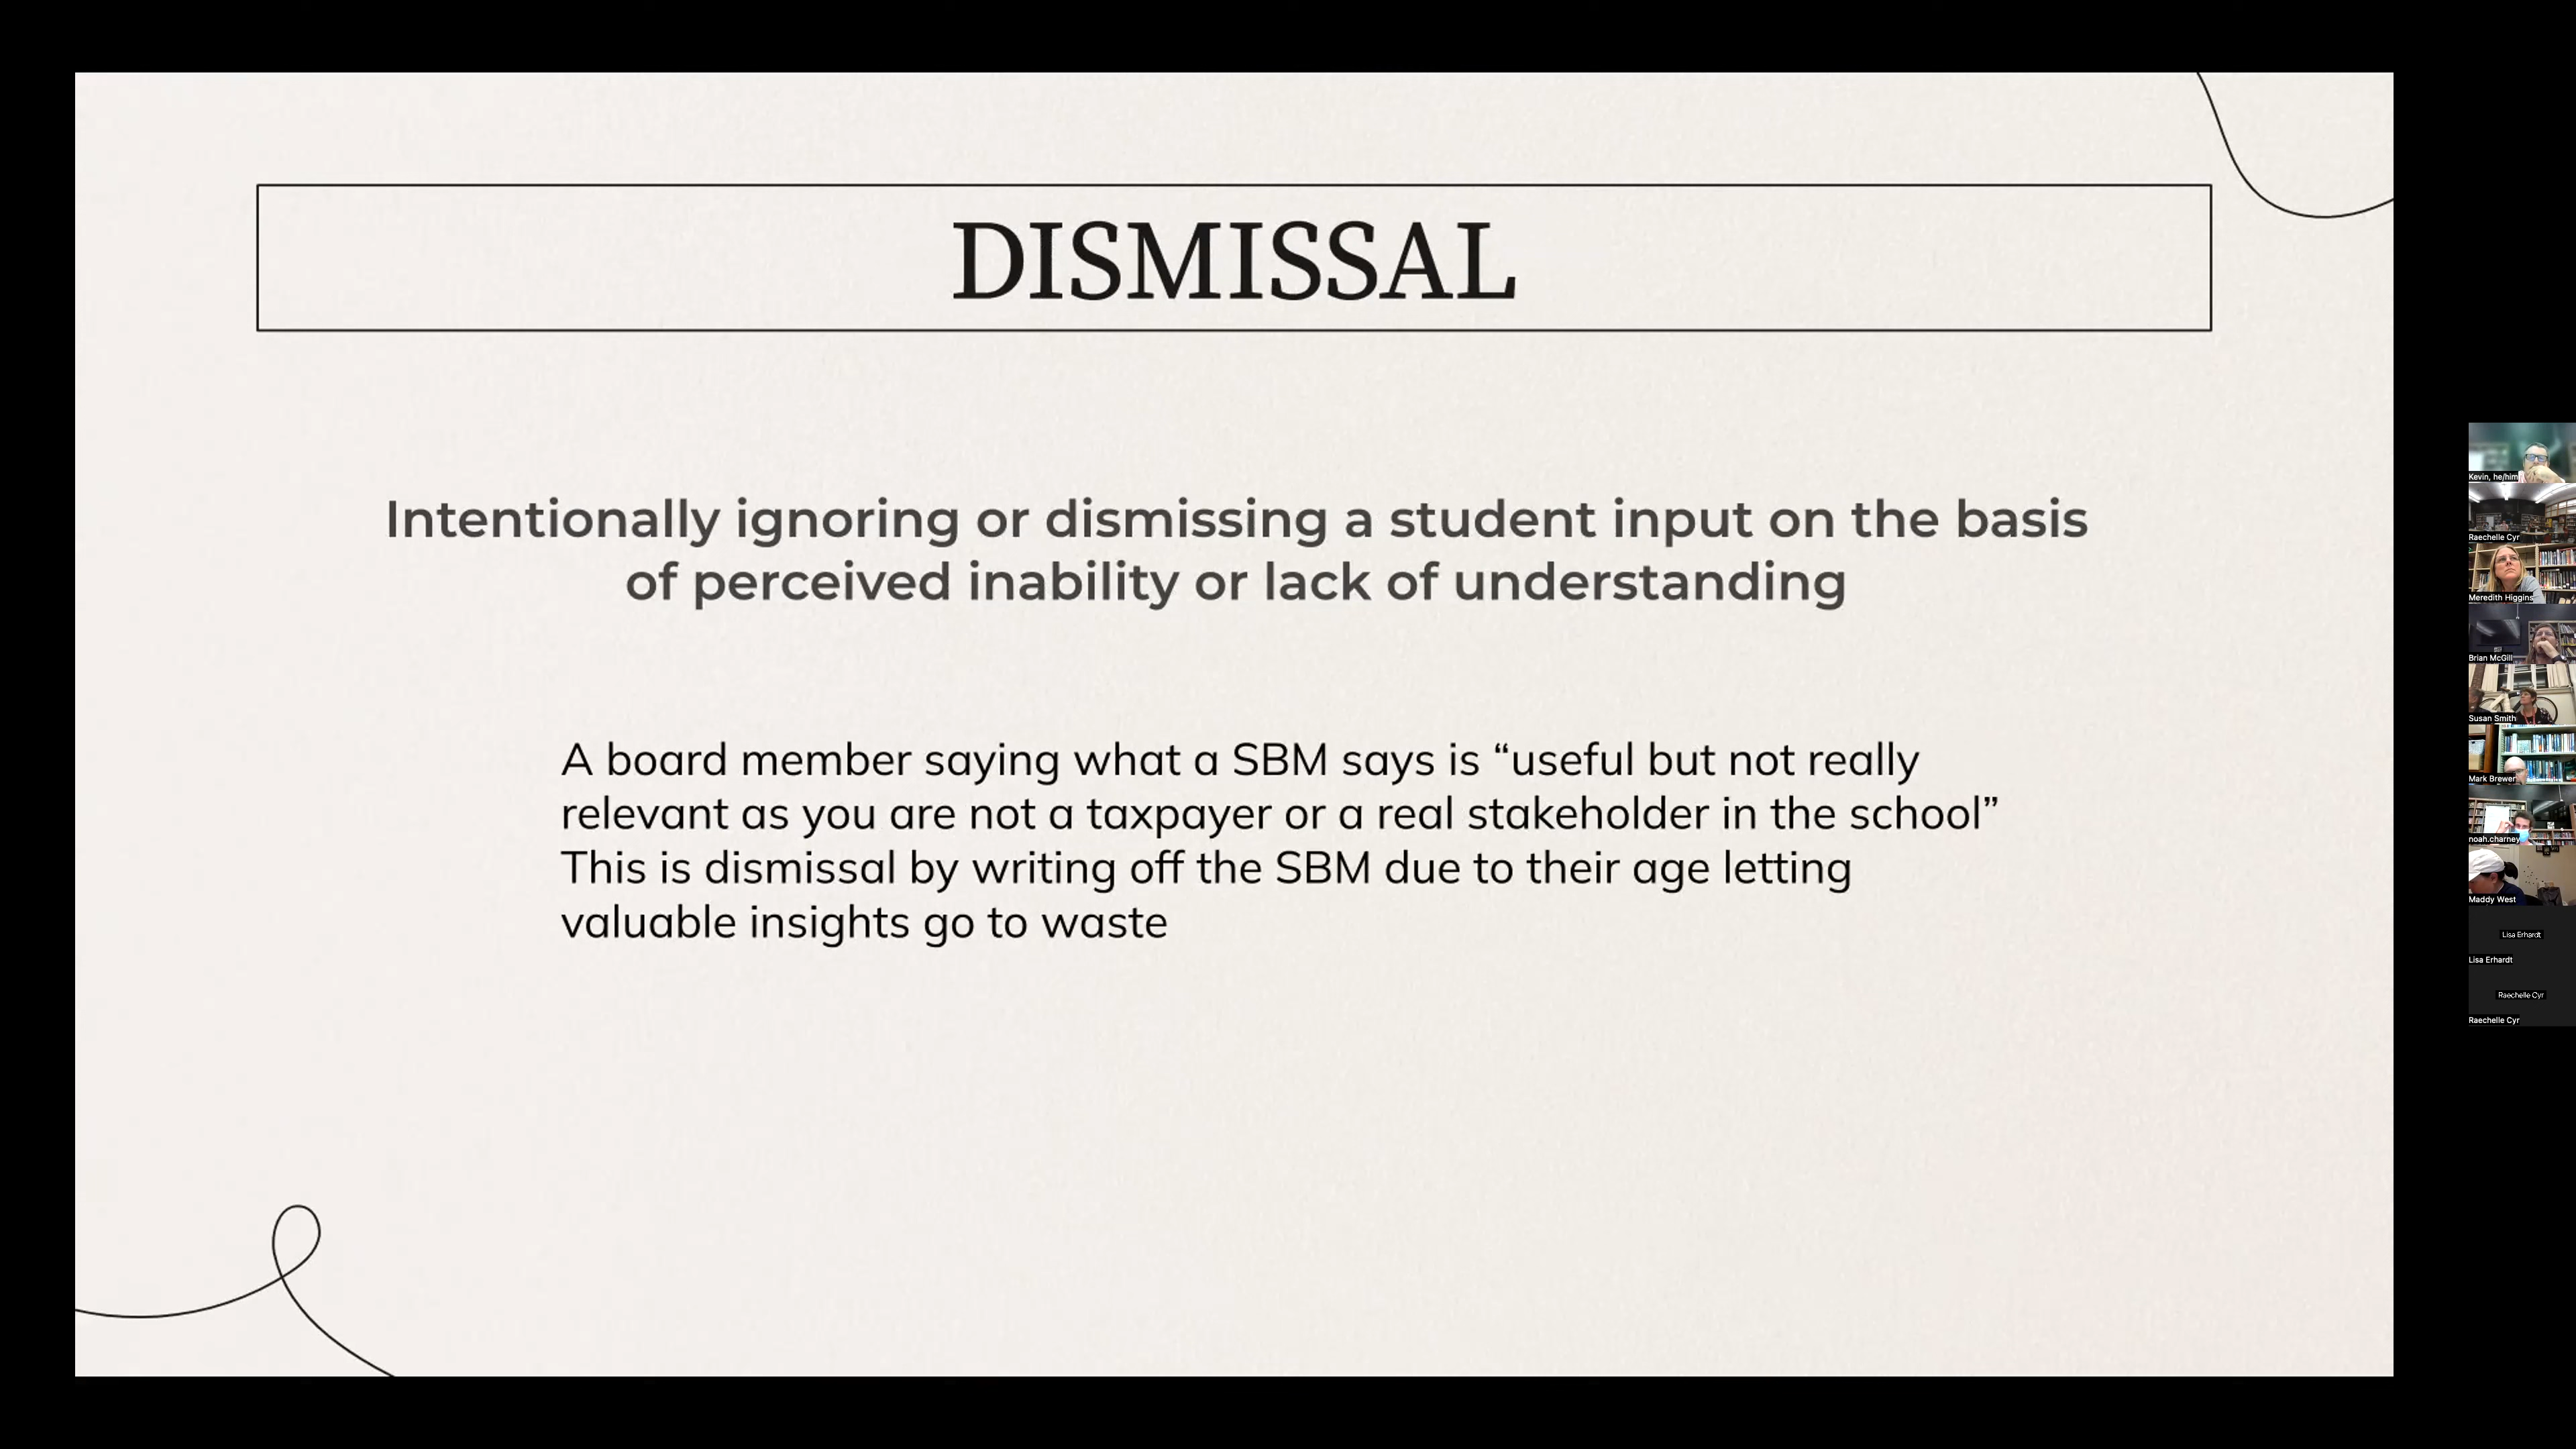 DISMISSAL
Intentionally ignoring or dismissing a student input on the basis
of perceived inability or lack of understanding
A board member saying what a SBM says is “useful but not really
relevant as you are not a taxpayer or a real stakeholder in the school”
This is dismissal by writing off the SBM due to their age letting
valuable insights go to waste
Kevin, he/him
Raechelle Cyr
Meredith Higgins
Brian McGill
Susan Smith
Mark Brewer
noah.charney
Maddy West
Lisa Erhardt
Lisa Erhardt
Raechelle Cyr
Raechelle Cyr